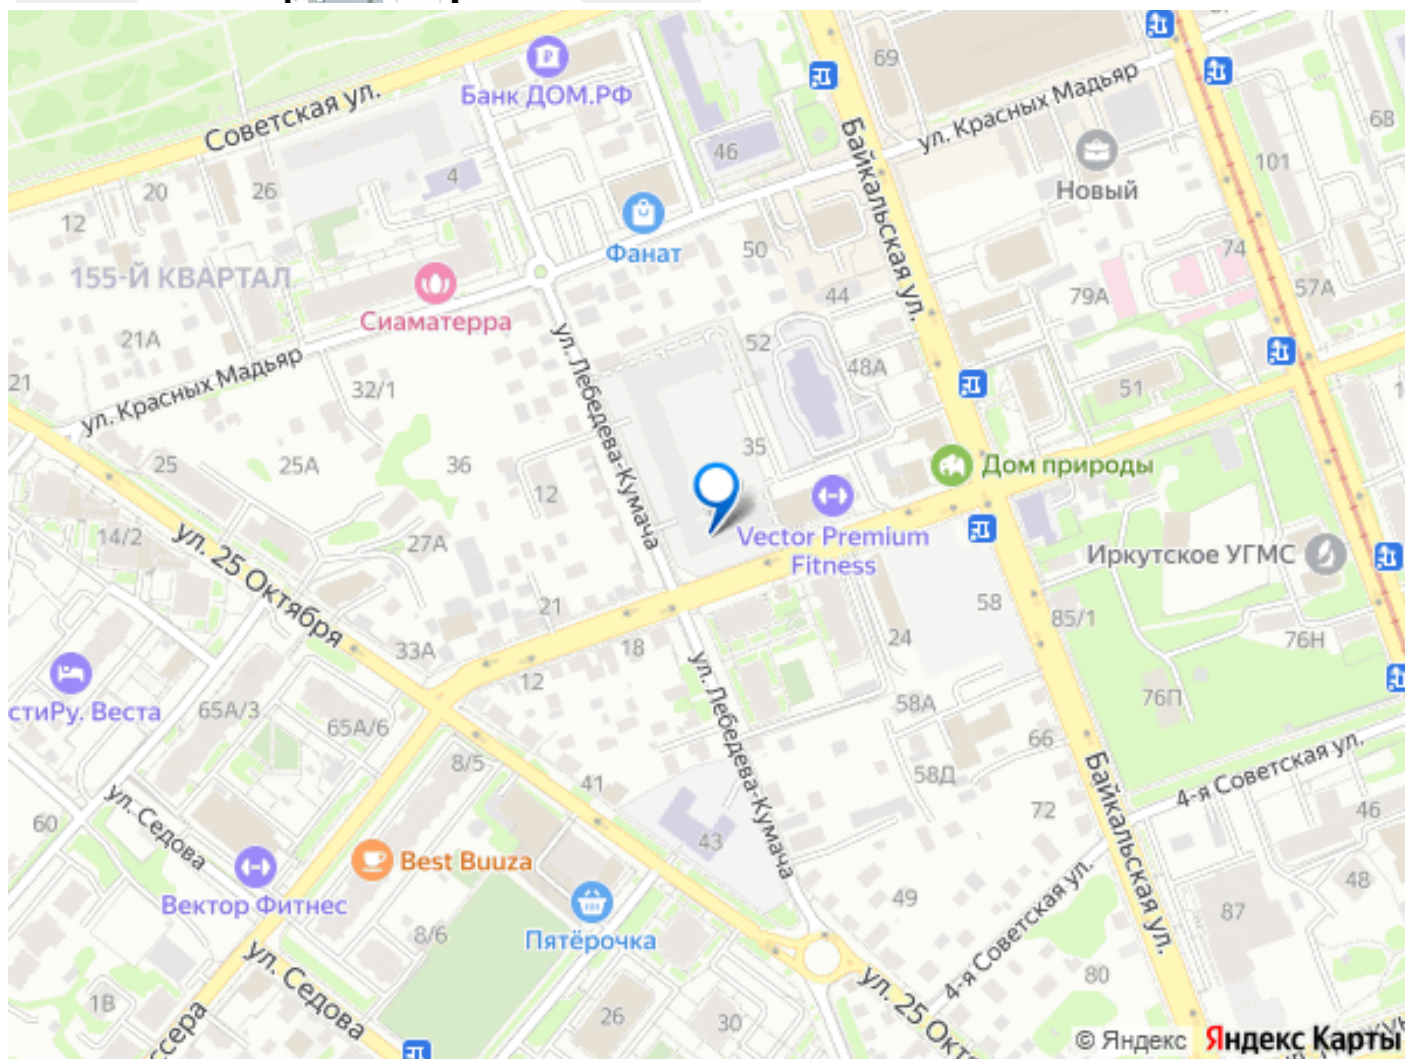 69
Банк ДОМ.РФ
ул. Красных Мадьяр
68
Советская ул.
Байкальская ул.
46
101
4
Новый
20
26
12
Фанат
50
74
155-Й КВАРТАЛ
44
79А
57А
Сиаматерра
21А
52
ул. Лебедева-Кумача
48А
21
ул. Красных Мадьяр
32/1
51
35
25
25А
36
Дом природы
12
14/2
ул. 25 Октября
27А
Vector Premium
Fitness
Иркутское УГМС
21
58
85/1
33А
18
24
76Н
12
ул. Лебедева-Кумача
стиРу. Веста
65А/3
65А/6
58А
76П
66
8/5
58Д
Байкальская ул.
4-я Советская ул.
41
72
46
ул. Седова
60
43
Best Buuza
48
Вектор Фитнес
49
4-я Советская ул.
87
8/6
Пятёрочка
80
ул. Седова
1В
ул. 25 Окт
26
30
ссера
© Яндекс
Яндекс Карты